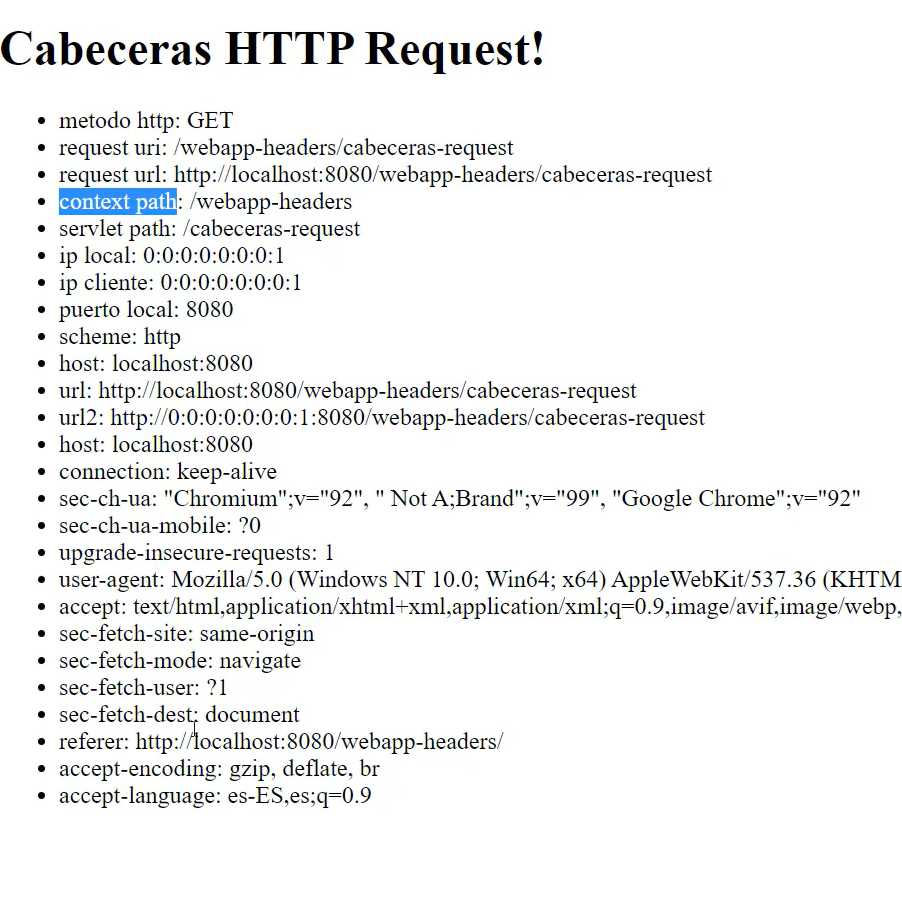 Cabeceras HTTP Request!
metodo http: GET
request uri: /webapp-headers/cabeceras-request
request url: http://localhost:8080/webapp-headers/cabeceras-request
context path: /webapp-headers
servlet path: /cabeceras-request
ip local: 0:0:0:0:0:0:0:1
ip cliente: 0:0:0:0:0:0:0:1
puerto local: 8080
scheme: http
host: localhost:8080
url: http://localhost:8080/webapp-headers/cabeceras-request
url2: http://0:0:0:0:0:0:0:1:8080/webapp-headers/cabeceras-request
host: localhost:8080
connection: keep-alive
sec-ch-ua: "Chromium";v="92", " Not A;Brand";v="99", "Google Chrome";v="92"
sec-ch-ua-mobile: ?0
upgrade-insecure-requests: 1
user-agent: Mozilla/5.0 (Windows NT 10.0; Win64; x64) AppleWebKit/537.36 (KHTM
accept: text/html,application/xhtml+xml,application/xml;q=0.9,image/avif,image/webp,
sec-fetch-site: same-origin
sec-fetch-mode: navigate
sec-fetch-user: ?1
sec-fetch-dest: document
referer: http://localhost:8080/webapp-headers/
accept-encoding: gzip, deflate, br
accept-language: es-ES,es;q=0.9